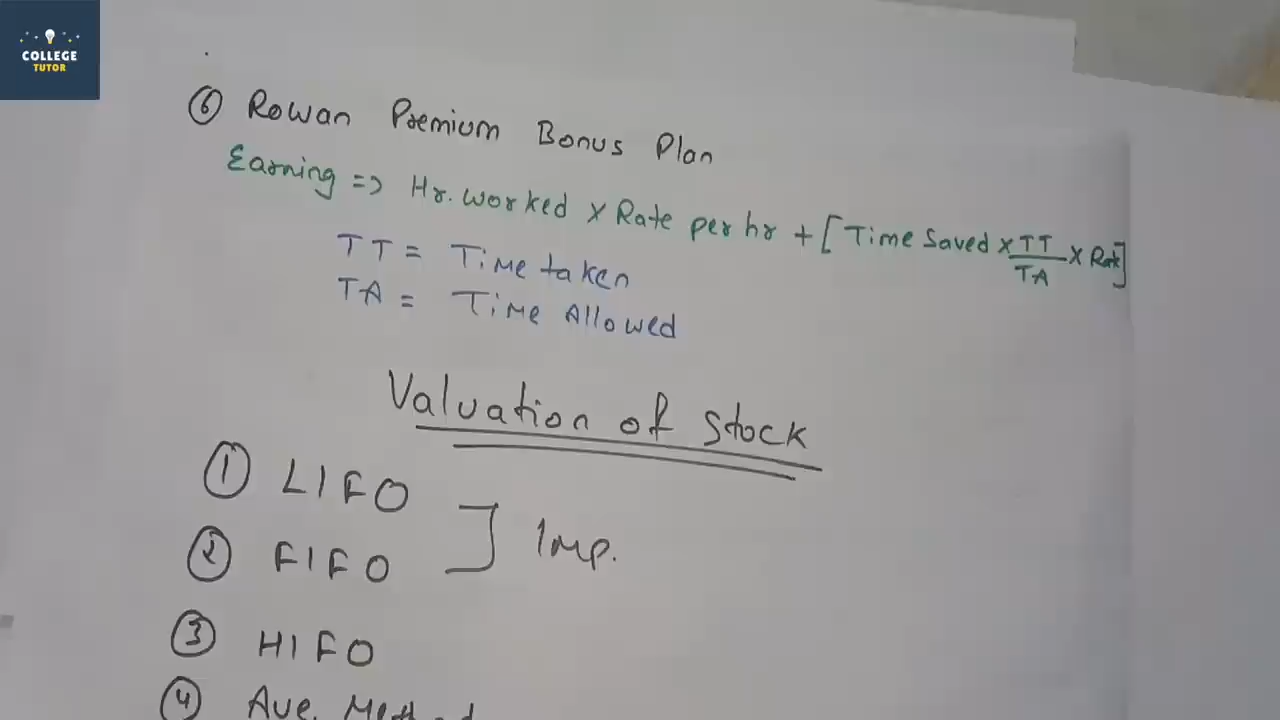 COLLEGE
TUTOR
⑥ Rowan Premium Bonus Plan
Earning => Hr. worked x Rate per hr + [Time Saved x TT/TA x Rate]
TT = Time taken
TA = Time Allowed
Valuation of Stock
① LIFO
② FIFO
] Imp.
③ HIFO
④ Ave. Method